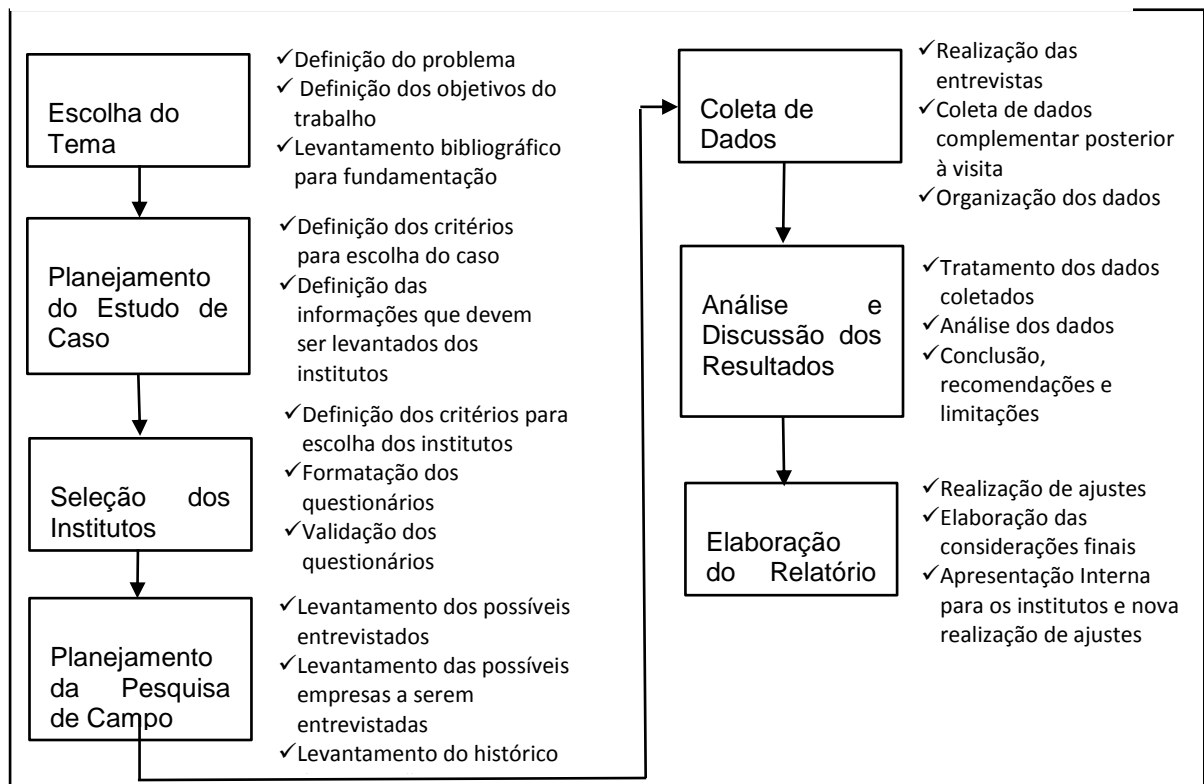 Escolha do
Tema
✓Definição do problema
✓ Definição dos objetivos do
trabalho
✓Levantamento bibliográfico
para fundamentação
Planejamento
do Estudo de
Caso
✓Definição dos critérios
para escolha do caso
✓Definição das
informações que devem
ser levantados dos
institutos
Seleção dos
Institutos
✓Definição dos critérios para
escolha dos institutos
✓Formatação dos
questionários
✓Validação dos
questionários
Planejamento
da Pesquisa
de Campo
✓Levantamento dos possíveis
entrevistados
✓Levantamento das possíveis
empresas a serem
entrevistadas
✓Levantamento do histórico
Coleta de
Dados
✓Realização das
entrevistas
✓Coleta de dados
complementar posterior
à visita
✓Organização dos dados
Análise e
Discussão dos
Resultados
✓Tratamento dos dados
coletados
✓Análise dos dados
✓Conclusão,
recomendações e
limitações
Elaboração
do Relatório
✓Realização de ajustes
✓Elaboração das
considerações finais
✓Apresentação Interna
para os institutos e nova
realização de ajustes